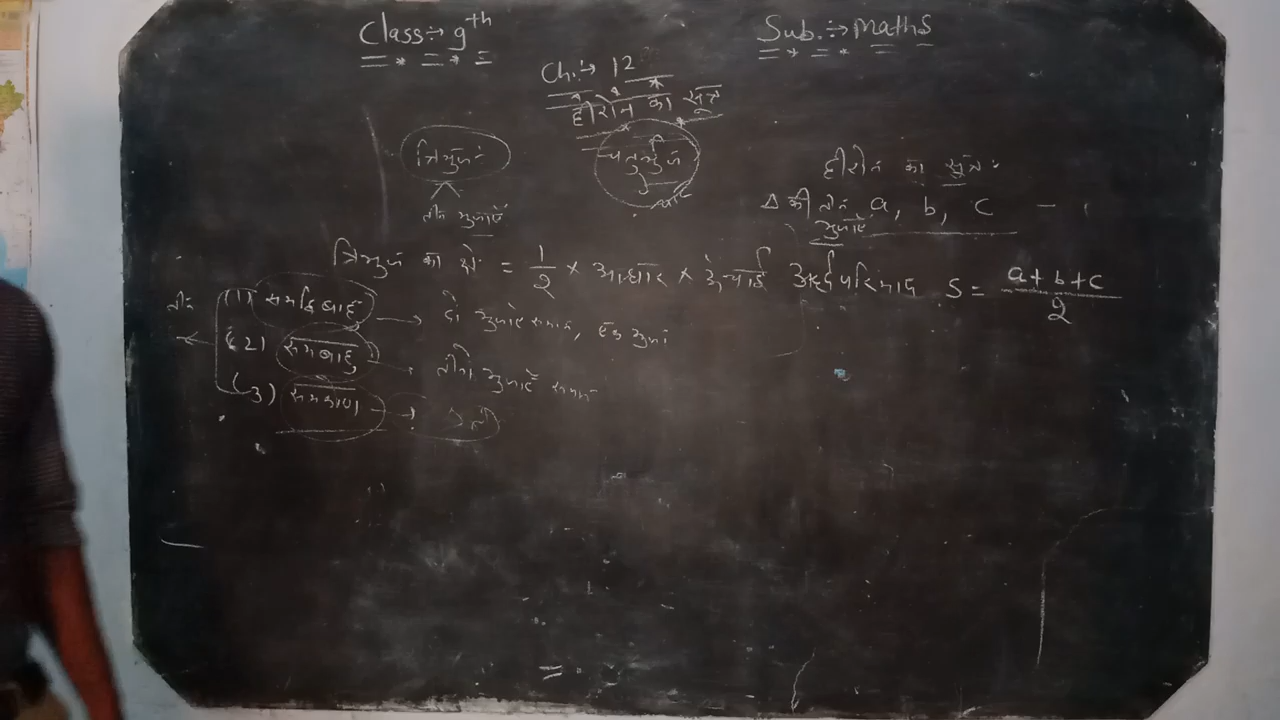 Class:- 9th
Sub.:- Maths
Ch.:- 12
हीरोन का सूत्र
त्रिभुज:-
चतुर्भुज
तीन भुजाएं
चार
हीरोन का सूत्र:
Δ की तीन भुजाएं a, b, c -
त्रिभुज का क्षे॰ = 1/2 × आधार × ऊंचाई
अर्द्धपरिमाप S = a+b+c/2
तीन
(1) समद्विबाहु → दो भुजाएं समान, एक भुजा
(2) समबाहु → तीनों भुजाएं समान
(3) समकोण →